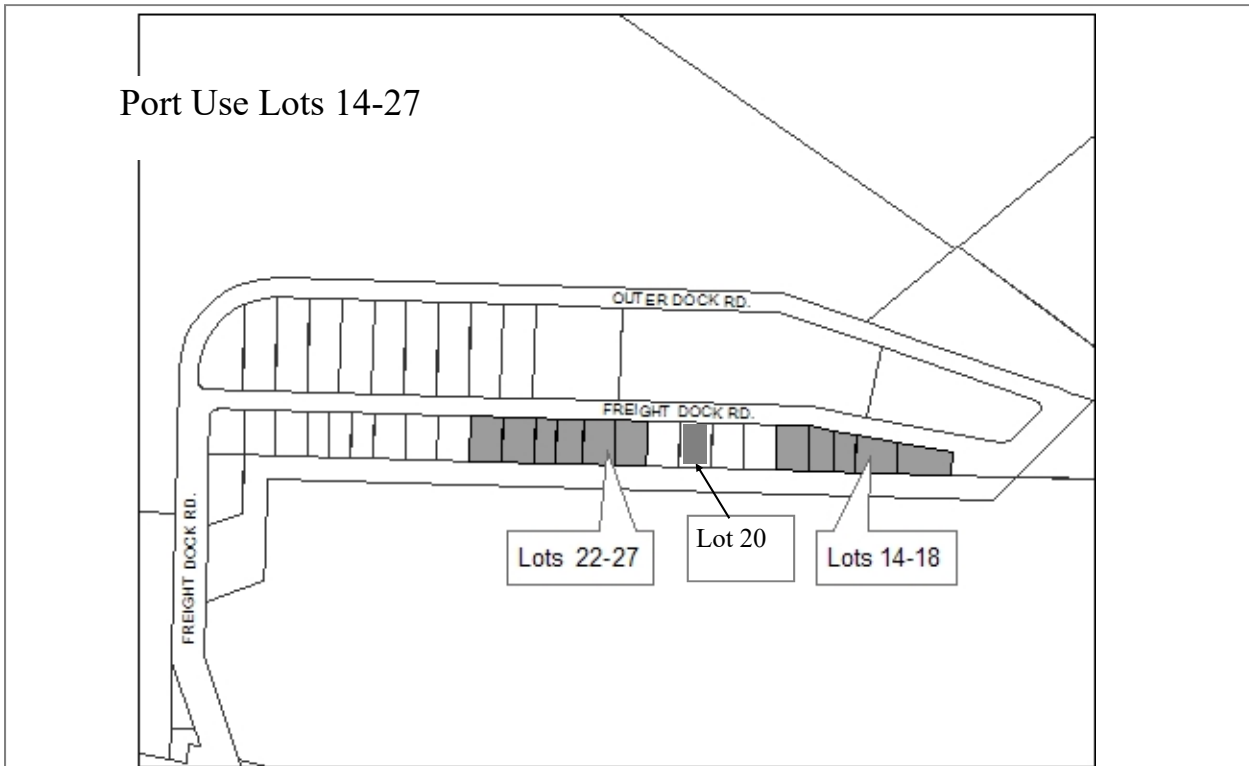 Port Use Lots 14-27
OUTER DOCK RD.
FREIGHT DOCK RD.
FREIGHT DOCK RD.
Lots 22-27
Lot 20
Lots 14-18